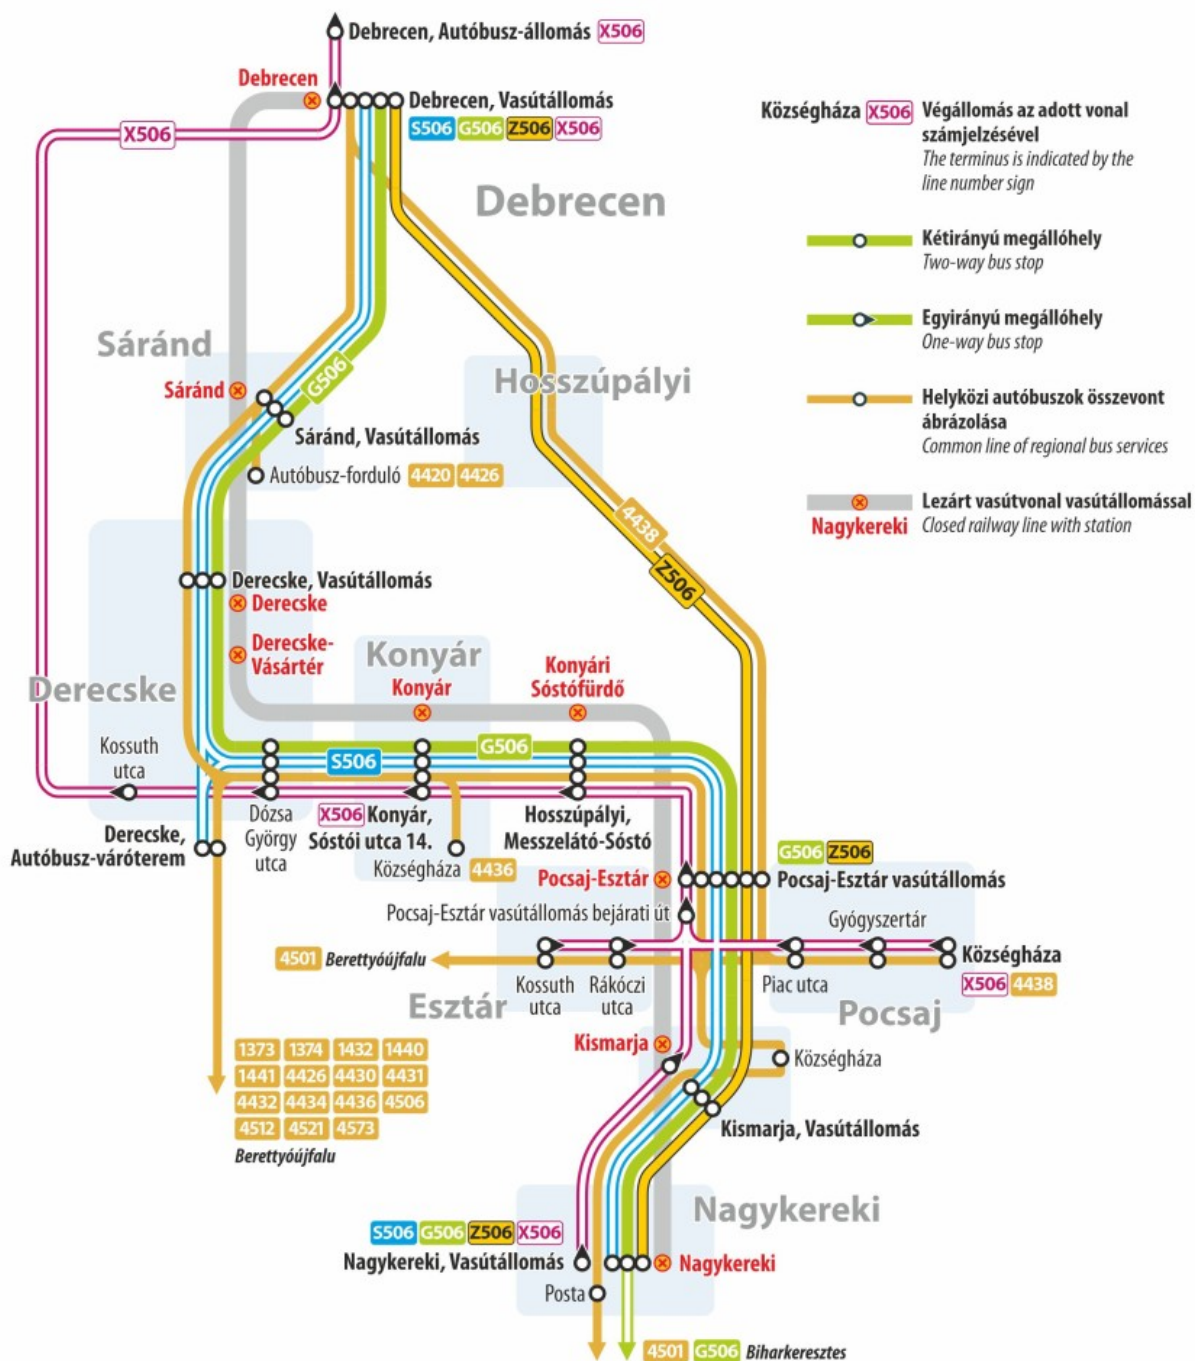 Debrecen, Autóbusz-állomás X506
Debrecen
Debrecen, Vasútállomás
S506 G506 Z506 X506
X506
Debrecen
Községháza X506 Végállomás az adott vonal
számjelzésével
The terminus is indicated by the
line number sign
Kétirányú megállóhely
Two-way bus stop
Egyirányú megállóhely
One-way bus stop
Helyközi autóbuszok összevont
ábrázolása
Common line of regional bus services
Lezárt vasútvonal vasútállomással
Nagykereki Closed railway line with station
Sáránd
Sáránd
G506
Sáránd, Vasútállomás
Autóbusz-forduló 4420 4426
Hosszúpályi
4438
Z506
Derecske, Vasútállomás
Derecske
Derecske-
Vásártér
Derecske
Konyár
Konyár
Konyári
Sóstófürdő
Kossuth
utca
S506
G506
Derecske,
Autóbusz-váróterem
Dózsa
György
utca
X506 Konyár,
Sóstói utca 14.
Községháza 4436
Hosszúpályi,
Messzelátó-Sóstó
G506 Z506
Pocsaj-Esztár
Pocsaj-Esztár vasútállomás
Pocsaj-Esztár vasútállomás bejárati út
Gyógyszertár
4501 Berettyóújfalu
Kossuth
utca
Rákóczi
utca
Piac utca
Községháza
X506 4438
Esztár
Pocsaj
Kismarja
Községháza
1373 1374 1432 1440
1441 4426 4430 4431
4432 4434 4436 4506
4512 4521 4573
Berettyóújfalu
Kismarja, Vasútállomás
Nagykereki
S506 G506 Z506 X506
Nagykereki, Vasútállomás
Nagykereki
Posta
4501 G506 Biharkeresztes